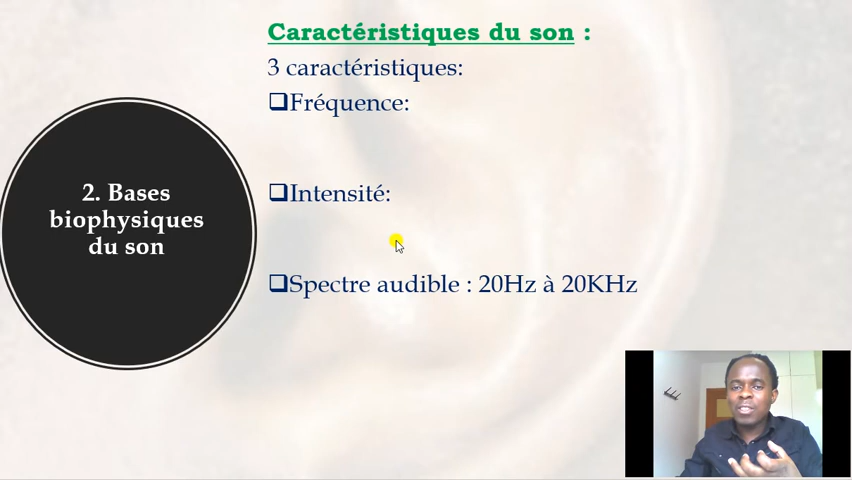 Caractéristiques du son :
3 caractéristiques:
❑Fréquence:
2. Bases
biophysiques
du son
❑Intensité:
❑Spectre audible : 20Hz à 20KHz